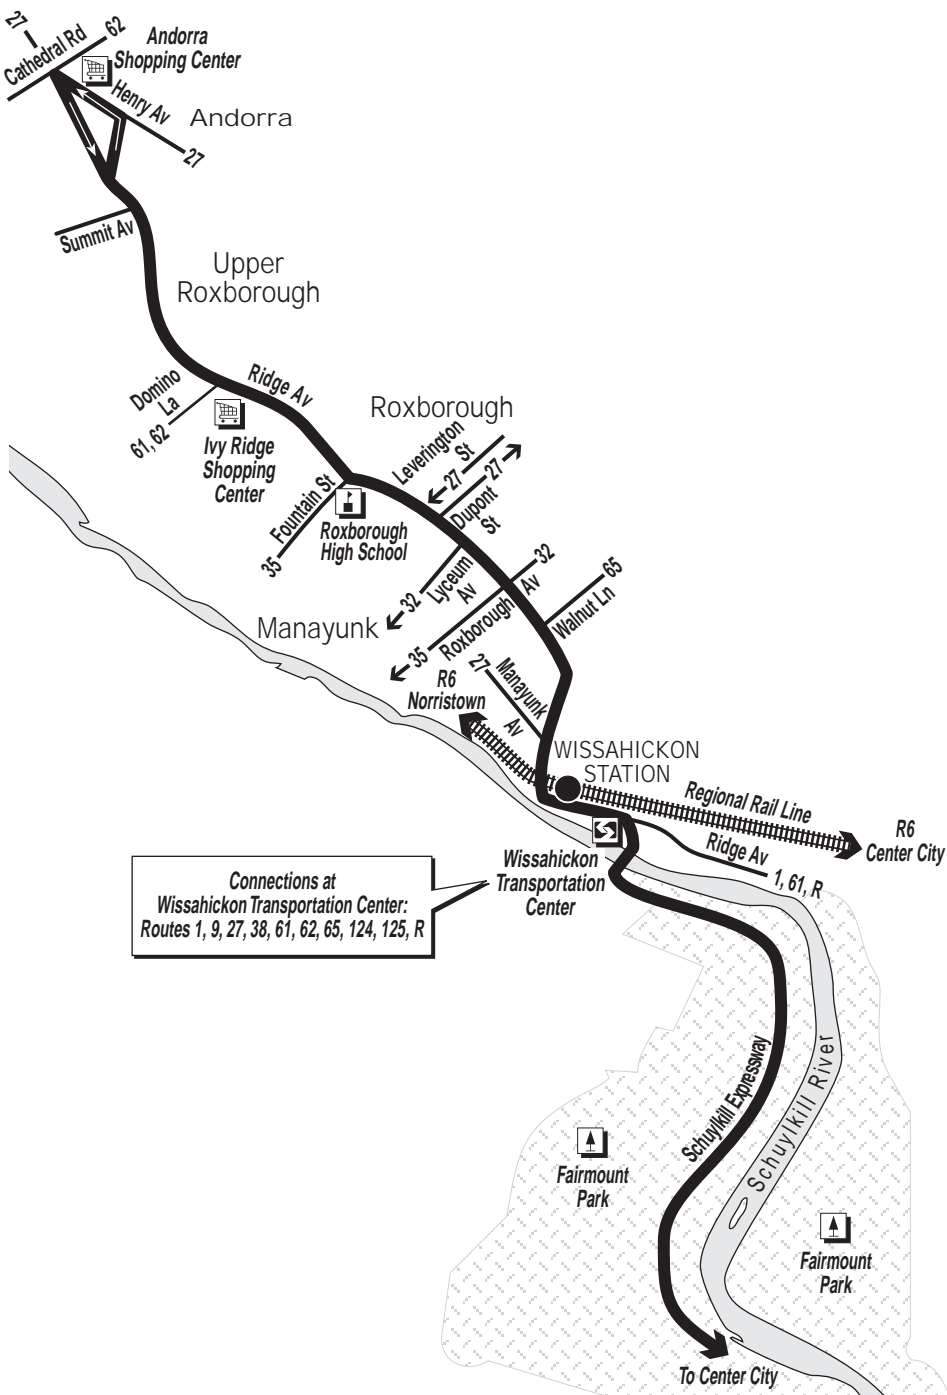 27
Cathedral Rd
62
Andorra
Shopping Center
Henry Av
Andorra
27
Summit Av
Upper
Roxborough
Domino
La
61, 62
Ridge Av
Ivy Ridge
Shopping
Center
Roxborough
Leverington
St
27
27
Dupont
St
Fountain St
35
Roxborough
High School
Lyceum
Av
32
32
Roxborough Av
35
65
Walnut Ln
Manayunk
27
Manayunk
Av
R6
Norristown
WISSAHICKON
STATION
Regional Rail Line
R6
Center City
Ridge Av
1, 61, R
Wissahickon
Transportation
Center
Connections at
Wissahickon Transportation Center:
Routes 1, 9, 27, 38, 61, 62, 65, 124, 125, R
Schuylkill Expressway
Schuylkill River
Fairmount
Park
Fairmount
Park
To Center City